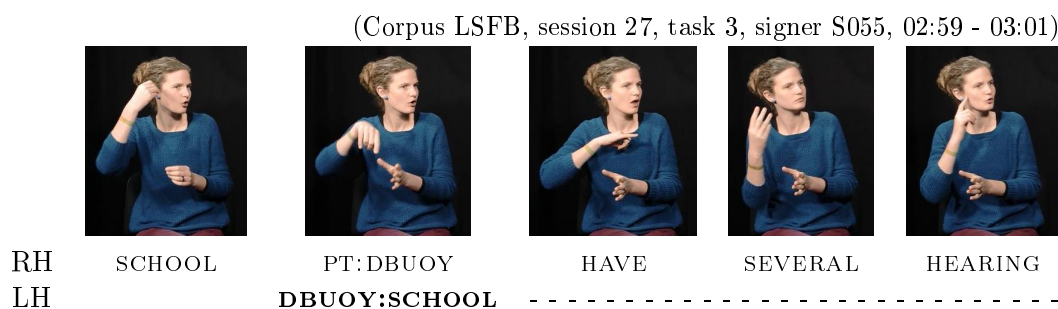 (Corpus LSFB, session 27, task 3, signer S055, 02:59 - 03:01)
RH SCHOOL PT:DBUOY HAVE SEVERAL HEARING
LH DBUOY:SCHOOL - - - - - - - - - - - - - - - - - - - - - - - - - - - - - - - - -